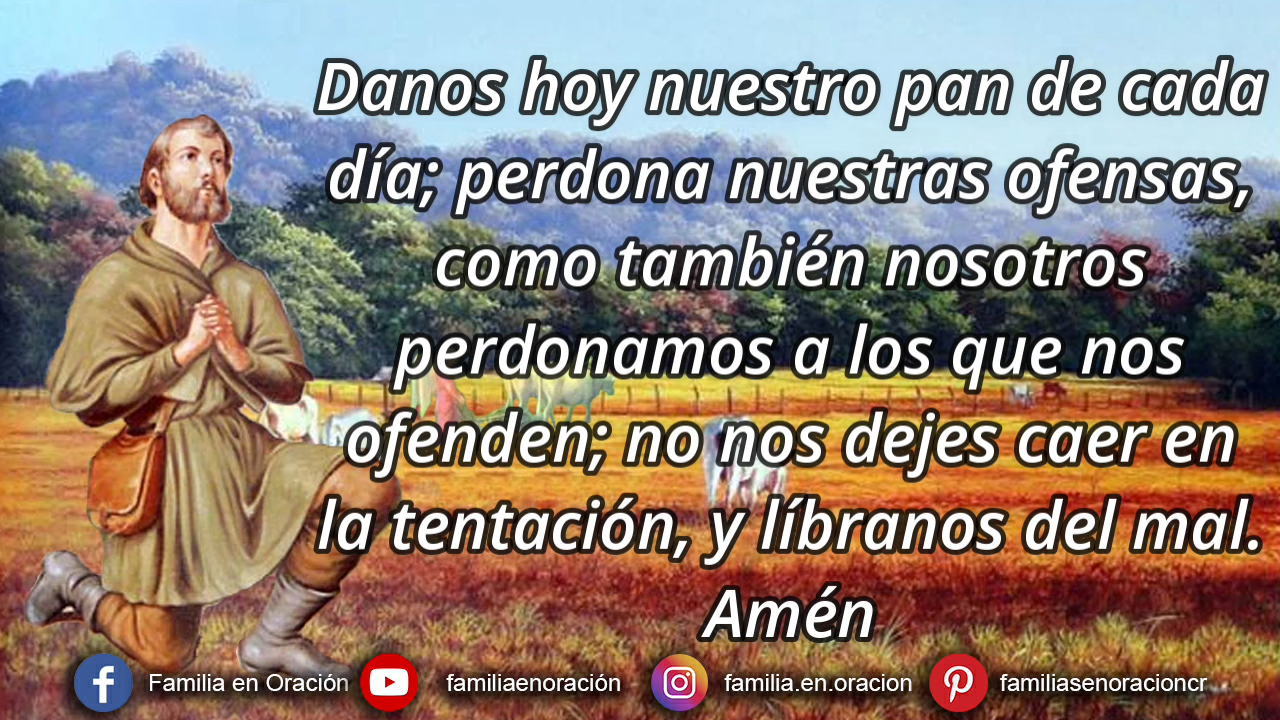 Danos hoy nuestro pan de cada
día; perdona nuestras ofensas,
como también nosotros
perdonamos a los que nos
ofenden; no nos dejes caer en
la tentación, y líbranos del mal.
Amén
Familia en Oración familiaenoración familia.en.oracion familiasenoracioncr